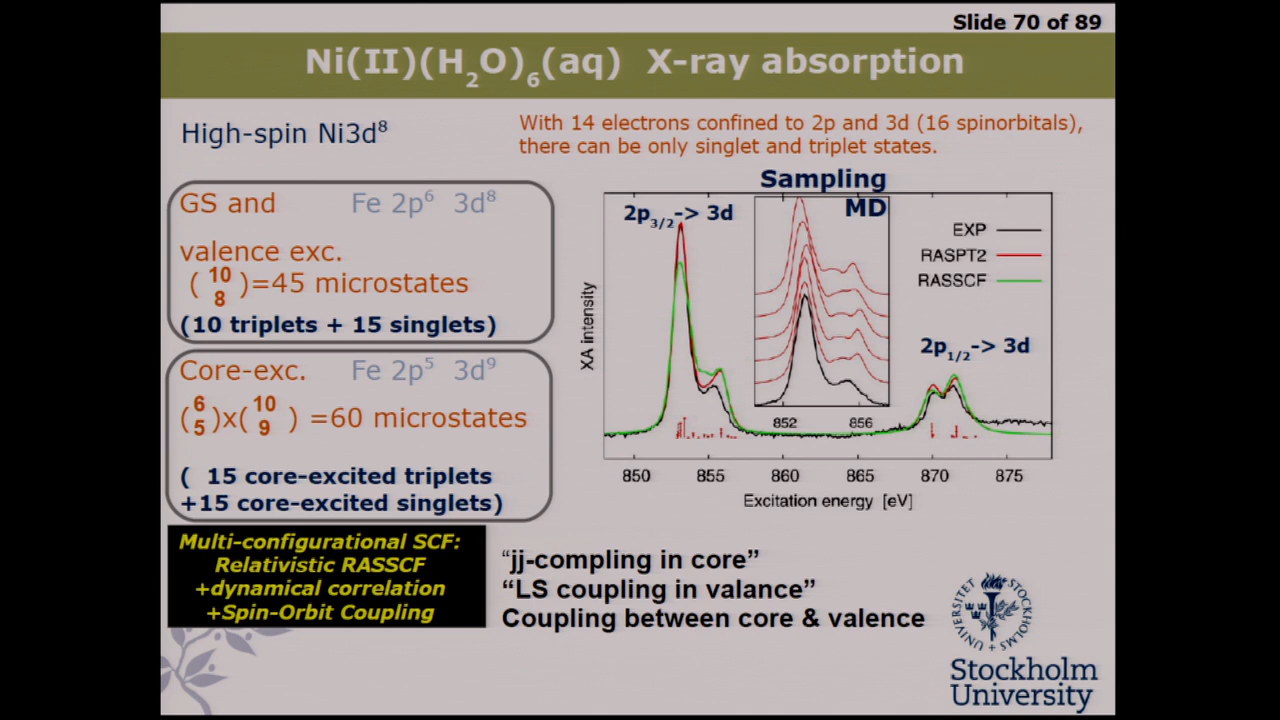 Slide 70 of 89
Ni(II)(H2O)6(aq) X-ray absorption
High-spin Ni3d⁸
With 14 electrons confined to 2p and 3d (16 spinorbitals),
there can be only singlet and triplet states.
GS and Fe 2p⁶ 3d⁸
valence exc.
(10 8)=45 microstates
(10 triplets + 15 singlets)
Core-exc. Fe 2p⁵ 3d⁹
(6 5)x(10 9) =60 microstates
( 15 core-excited triplets
+15 core-excited singlets)
Multi-configurational SCF:
Relativistic RASSCF
+dynamical correlation
+Spin-Orbit Coupling
Sampling
MD
2p3/2-> 3d
EXP
RASPT2
RASSCF
2p1/2-> 3d
XA intensity
852 856
850 855 860 865 870 875
Excitation energy [eV]
“jj-compling in core”
“LS coupling in valance”
Coupling between core & valence
STOCKHOLMS UNIVERSITET
Stockholm
University